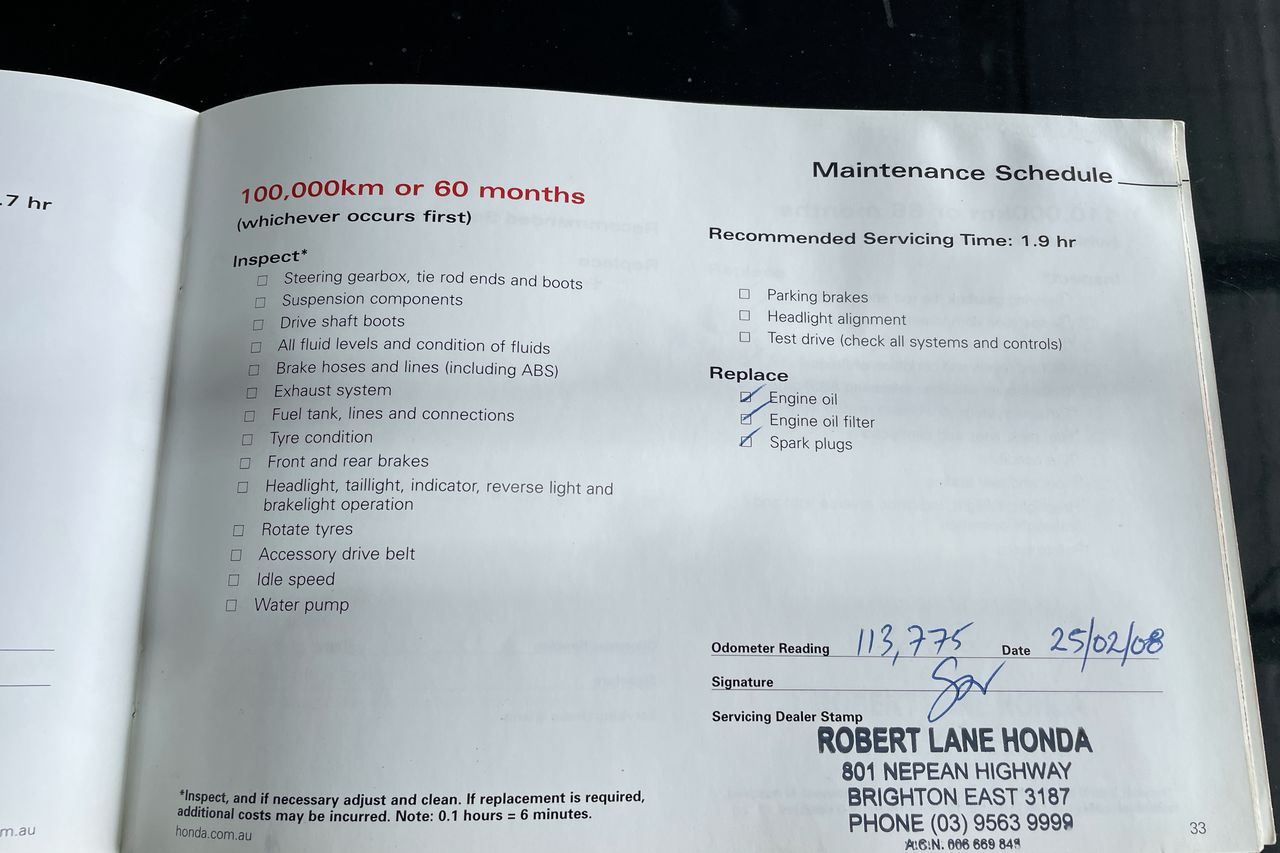 .7 hr
m.au
Maintenance Schedule
100,000km or 60 months
(whichever occurs first)
Recommended Servicing Time: 1.9 hr
Inspect*
Steering gearbox, tie rod ends and boots
Suspension components
Drive shaft boots
All fluid levels and condition of fluids
Brake hoses and lines (including ABS)
Exhaust system
Fuel tank, lines and connections
Tyre condition
Front and rear brakes
Headlight, taillight, indicator, reverse light and
brakelight operation
Rotate tyres
Accessory drive belt
Idle speed
Water pump
Parking brakes
Headlight alignment
Test drive (check all systems and controls)
Replace
Engine oil
Engine oil filter
Spark plugs
Odometer Reading 113,775 Date 25/02/08
Signature
Servicing Dealer Stamp
ROBERT LANE HONDA
801 NEPEAN HIGHWAY
BRIGHTON EAST 3187
PHONE (03) 9563 9999
A.C.N. 006 669 848
*Inspect, and if necessary adjust and clean. If replacement is required,
additional costs may be incurred. Note: 0.1 hours = 6 minutes.
honda.com.au
33